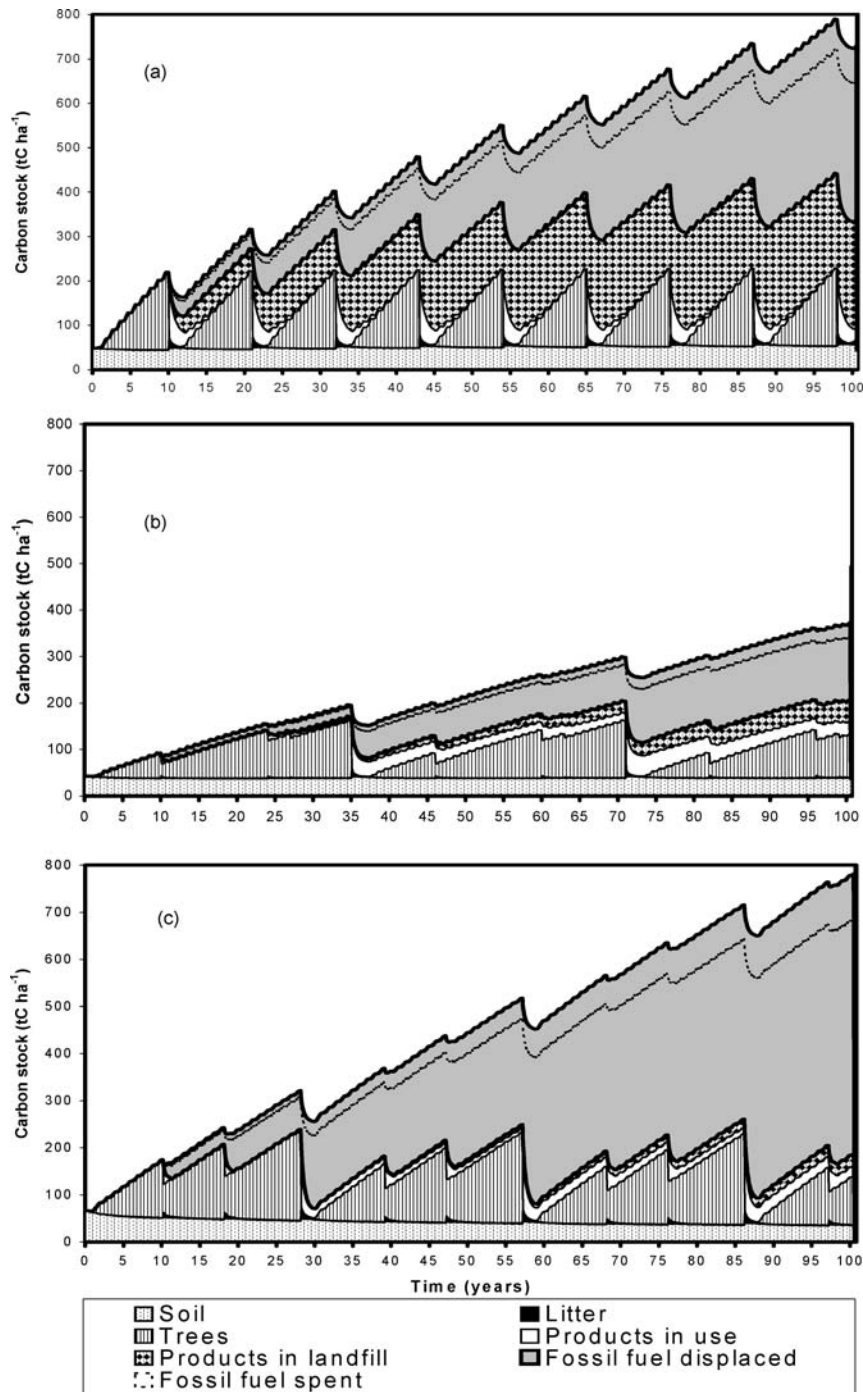 800
700
600
500
400
300
200
100
0
Carbon stock (tC ha⁻¹)
(a)
0 5 10 15 20 25 30 35 40 45 50 55 60 65 70 75 80 85 90 95 100
800
700
600
500
400
300
200
100
0
Carbon stock (tC ha⁻¹)
(b)
0 5 10 15 20 25 30 35 40 45 50 55 60 65 70 75 80 85 90 95 100
800
700
600
500
400
300
200
100
0
Carbon stock (tC ha⁻¹)
(c)
0 5 10 15 20 25 30 35 40 45 50 55 60 65 70 75 80 85 90 95 100
Time (years)
Soil
Litter
Trees
Products in use
Products in landfill
Fossil fuel displaced
Fossil fuel spent